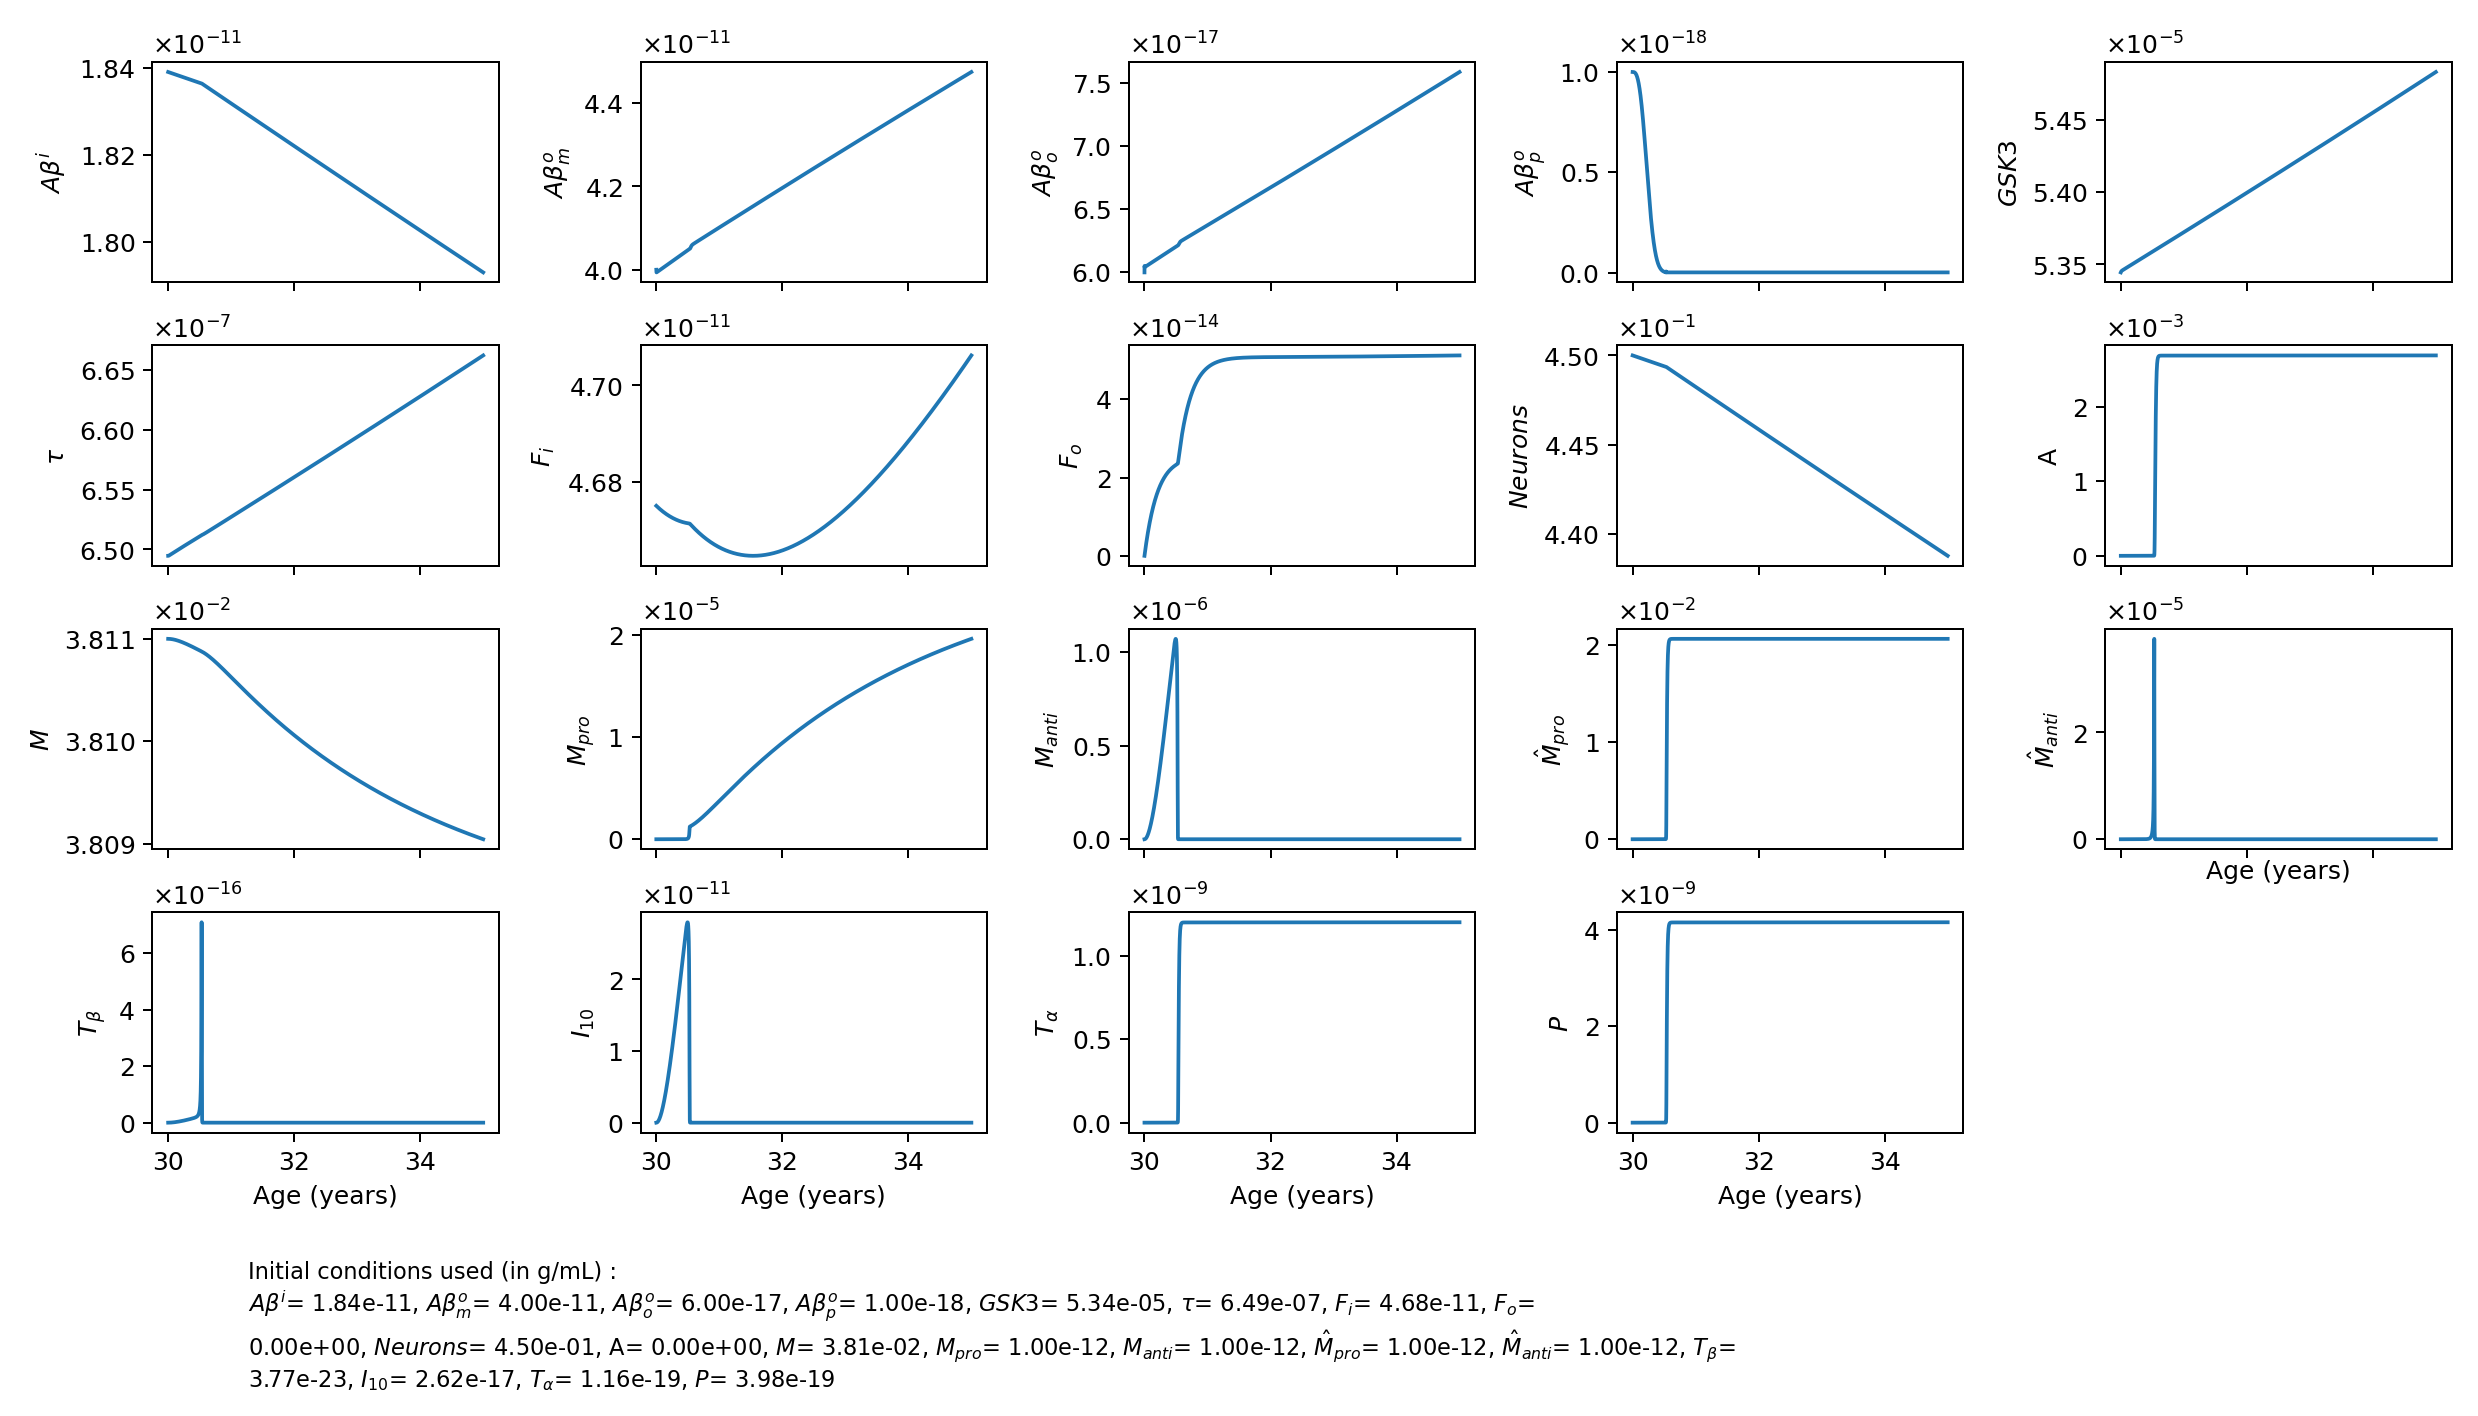 ×10⁻¹¹ ×10⁻¹¹ ×10⁻¹⁷ ×10⁻¹⁸ ×10⁻⁵
Aβⁱ 1.84 1.82 1.80
Aβₘᵒ 4.4 4.2 4.0
Aβₒᵒ 7.5 7.0 6.5 6.0
Aβₚᵒ 1.0 0.5 0.0
GSK3 5.45 5.40 5.35
×10⁻⁷ ×10⁻¹¹ ×10⁻¹⁴ ×10⁻¹ ×10⁻³
τ 6.65 6.60 6.55 6.50
Fᵢ 4.70 4.68
Fₒ 4 2 0
Neurons 4.50 4.45 4.40
A 2 1 0
×10⁻² ×10⁻⁵ ×10⁻⁶ ×10⁻² ×10⁻⁵
M 3.811 3.810 3.809
M_pro 2 1 0
M_anti 1.0 0.5 0.0
M̂_pro 2 1 0
M̂_anti 2 0
Age (years)
×10⁻¹⁶ ×10⁻¹¹ ×10⁻⁹ ×10⁻⁹
T_β 6 4 2 0
I₁₀ 2 1 0
T_α 1.0 0.5 0.0
P 4 2 0
30 32 34 30 32 34 30 32 34 30 32 34
Age (years) Age (years) Age (years) Age (years)
Initial conditions used (in g/mL) :
Aβⁱ= 1.84e-11, Aβₘᵒ= 4.00e-11, Aβₒᵒ= 6.00e-17, Aβₚᵒ= 1.00e-18, GSK3= 5.34e-05, τ= 6.49e-07, Fᵢ= 4.68e-11, Fₒ=
0.00e+00, Neurons= 4.50e-01, A= 0.00e+00, M= 3.81e-02, M_pro= 1.00e-12, M_anti= 1.00e-12, M̂_pro= 1.00e-12, M̂_anti= 1.00e-12, T_β=
3.77e-23, I₁₀= 2.62e-17, T_α= 1.16e-19, P= 3.98e-19